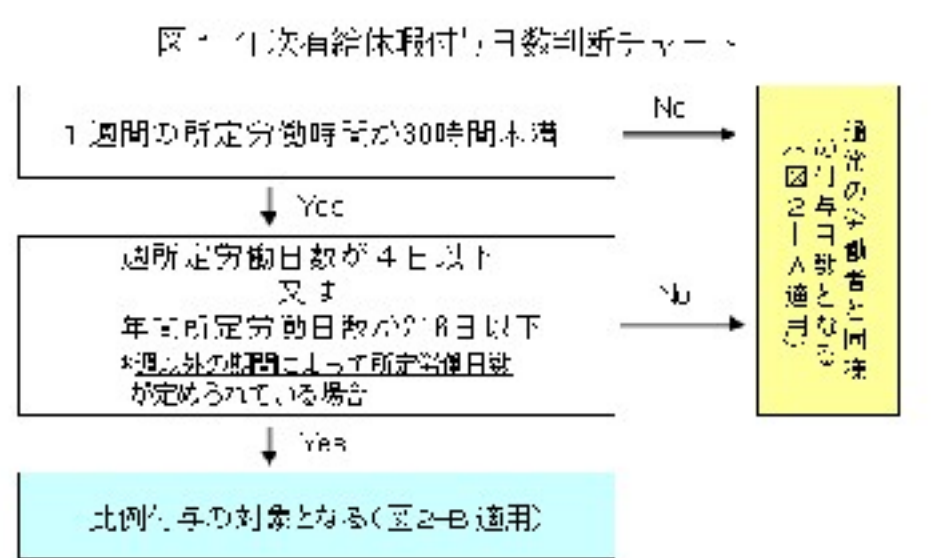 図1 年次有給休暇付与日数判断チャート
1週間の所定労働時間が30時間未満
No
Yes
週所定労働日数が4日以下
又は
年間所定労働日数が216日以下
*週以外の期間によって所定労働日数
が定められている場合
No
Yes
比例付与の対象となる(図2-B適用)
通常の労働者と同様
の付与日数となる
(図2-A適用)